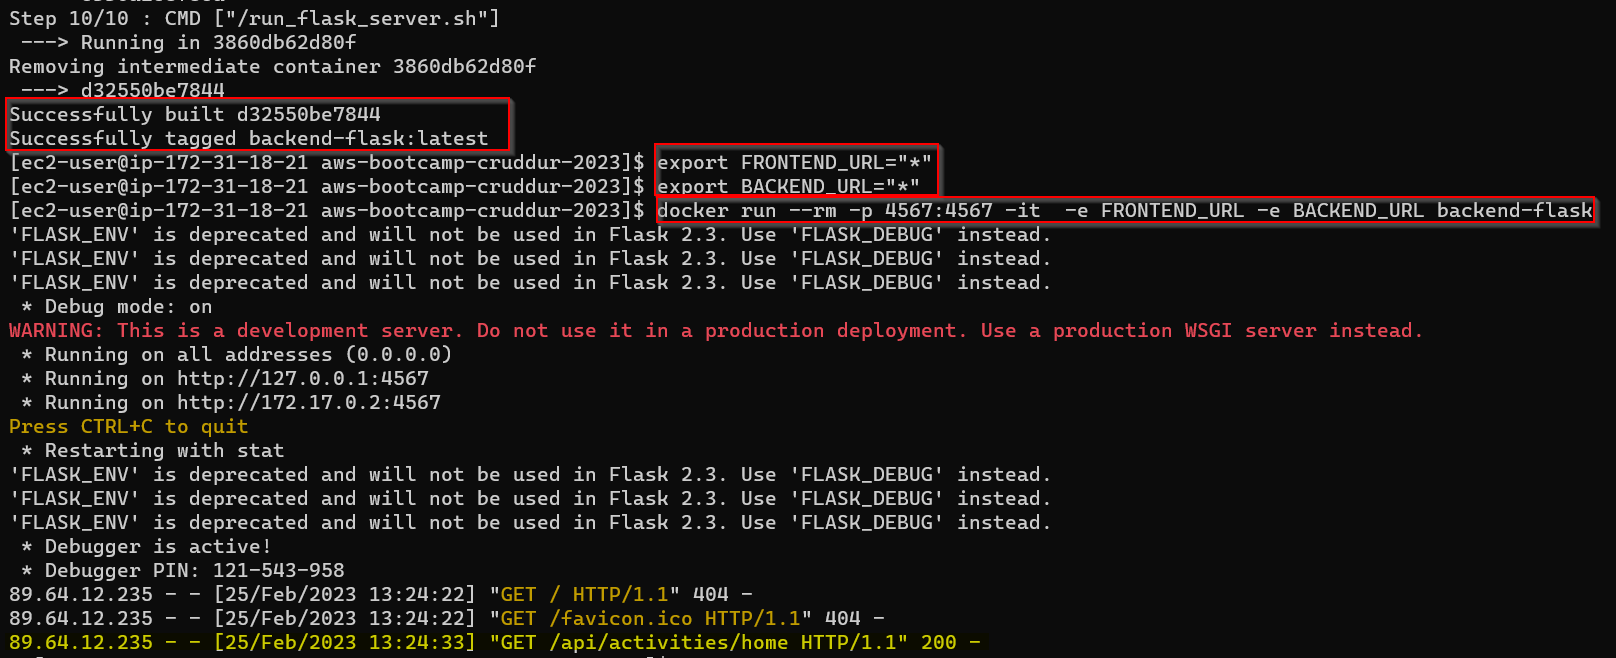 Step 10/10 : CMD ["/run_flask_server.sh"]
 ---> Running in 3860db62d80f
Removing intermediate container 3860db62d80f
 ---> d32550be7844
Successfully built d32550be7844
Successfully tagged backend-flask:latest
[ec2-user@ip-172-31-18-21 aws-bootcamp-cruddur-2023]$ export FRONTEND_URL="*"
[ec2-user@ip-172-31-18-21 aws-bootcamp-cruddur-2023]$ export BACKEND_URL="*"
[ec2-user@ip-172-31-18-21 aws-bootcamp-cruddur-2023]$ docker run --rm -p 4567:4567 -it  -e FRONTEND_URL -e BACKEND_URL backend-flask
'FLASK_ENV' is deprecated and will not be used in Flask 2.3. Use 'FLASK_DEBUG' instead.
'FLASK_ENV' is deprecated and will not be used in Flask 2.3. Use 'FLASK_DEBUG' instead.
'FLASK_ENV' is deprecated and will not be used in Flask 2.3. Use 'FLASK_DEBUG' instead.
 * Debug mode: on
WARNING: This is a development server. Do not use it in a production deployment. Use a production WSGI server instead.
 * Running on all addresses (0.0.0.0)
 * Running on http://127.0.0.1:4567
 * Running on http://172.17.0.2:4567
Press CTRL+C to quit
 * Restarting with stat
'FLASK_ENV' is deprecated and will not be used in Flask 2.3. Use 'FLASK_DEBUG' instead.
'FLASK_ENV' is deprecated and will not be used in Flask 2.3. Use 'FLASK_DEBUG' instead.
'FLASK_ENV' is deprecated and will not be used in Flask 2.3. Use 'FLASK_DEBUG' instead.
 * Debugger is active!
 * Debugger PIN: 121-543-958
89.64.12.235 - - [25/Feb/2023 13:24:22] "GET / HTTP/1.1" 404 -
89.64.12.235 - - [25/Feb/2023 13:24:22] "GET /favicon.ico HTTP/1.1" 404 -
89.64.12.235 - - [25/Feb/2023 13:24:33] "GET /api/activities/home HTTP/1.1" 200 -